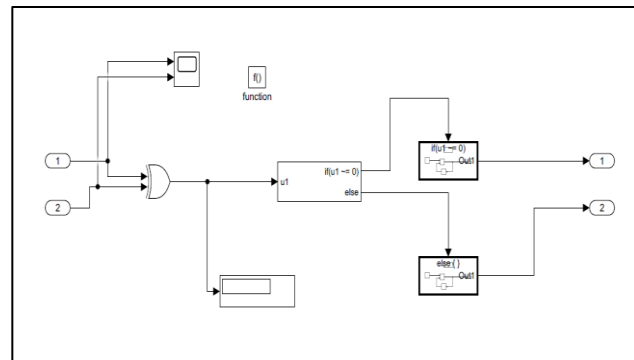 f()
function
1
2
u1
if(u1 ~= 0)
else
if(u1 ~= 0)
Out1
else { }
Out1
1
2